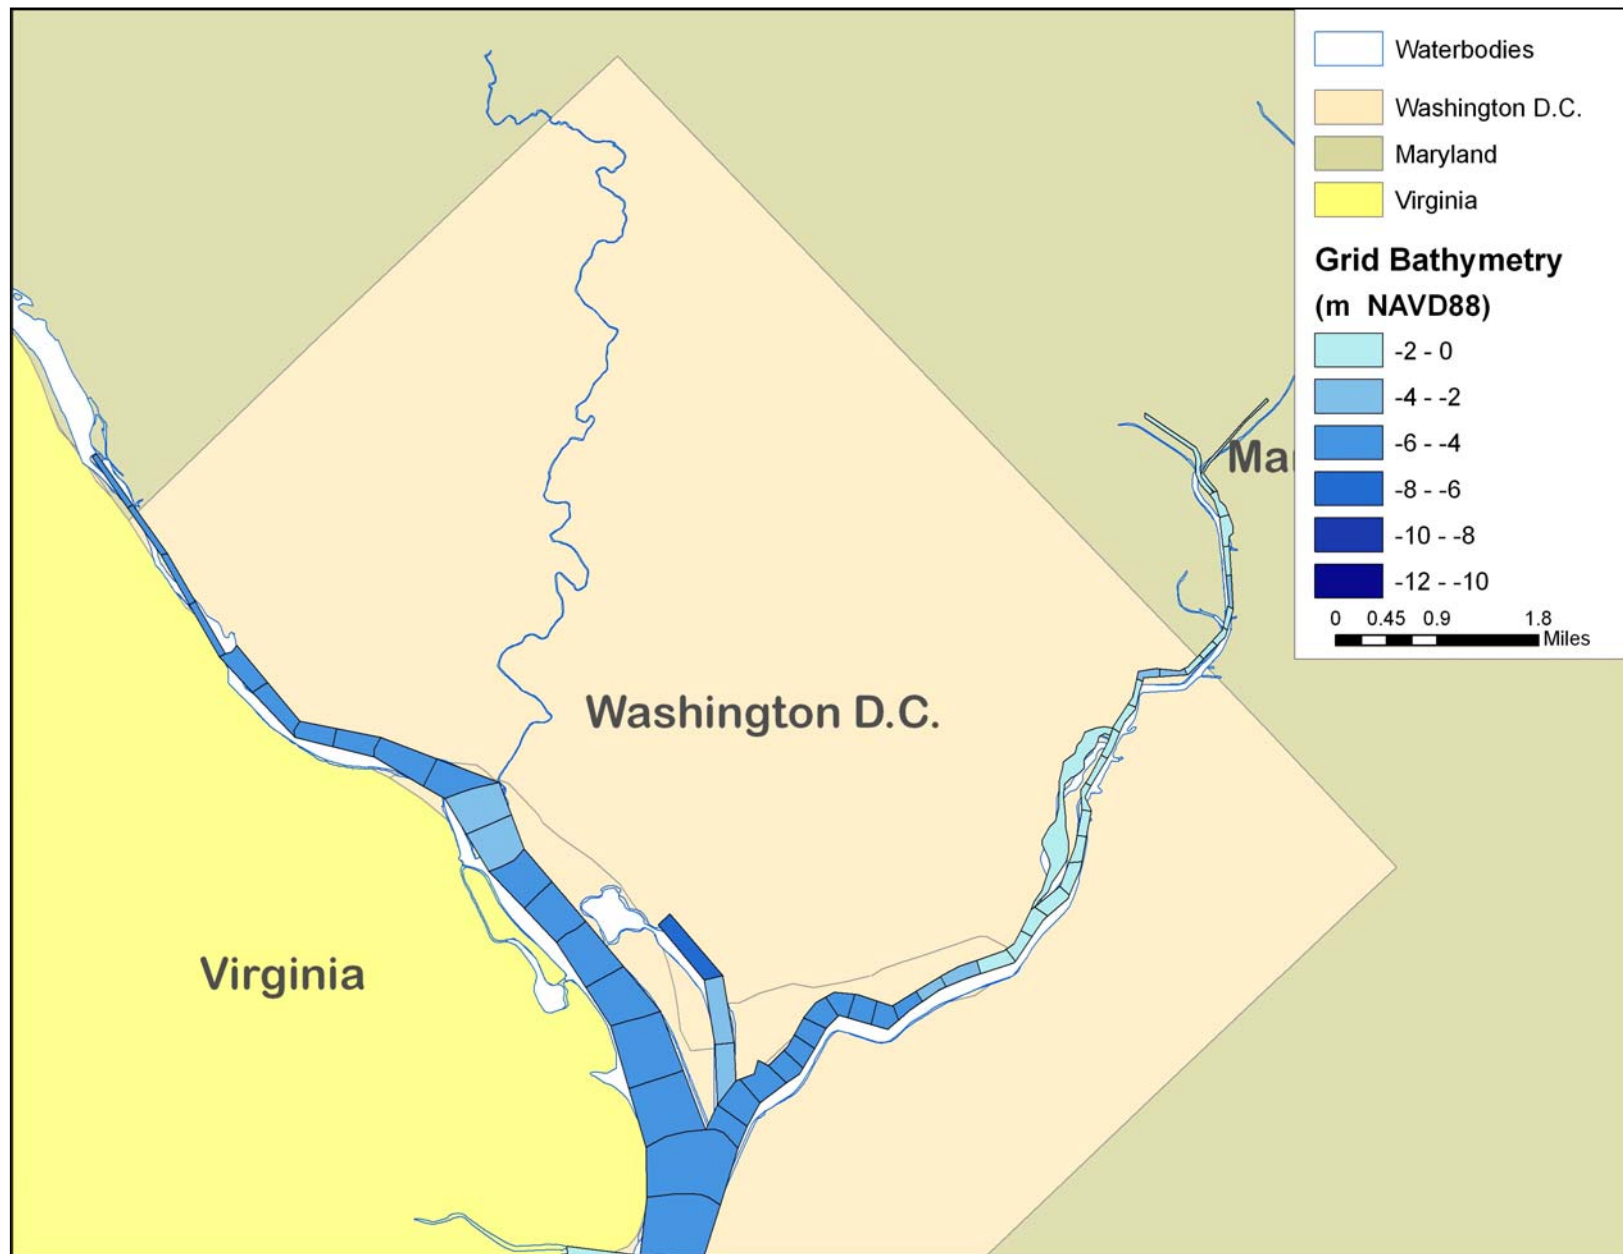 Waterbodies
Washington D.C.
Maryland
Virginia
Grid Bathymetry
(m NAVD88)
-2 - 0
-4 - -2
-6 - -4
-8 - -6
-10 - -8
-12 - -10
0 0.45 0.9 1.8
Miles
Mar
Washington D.C.
Virginia